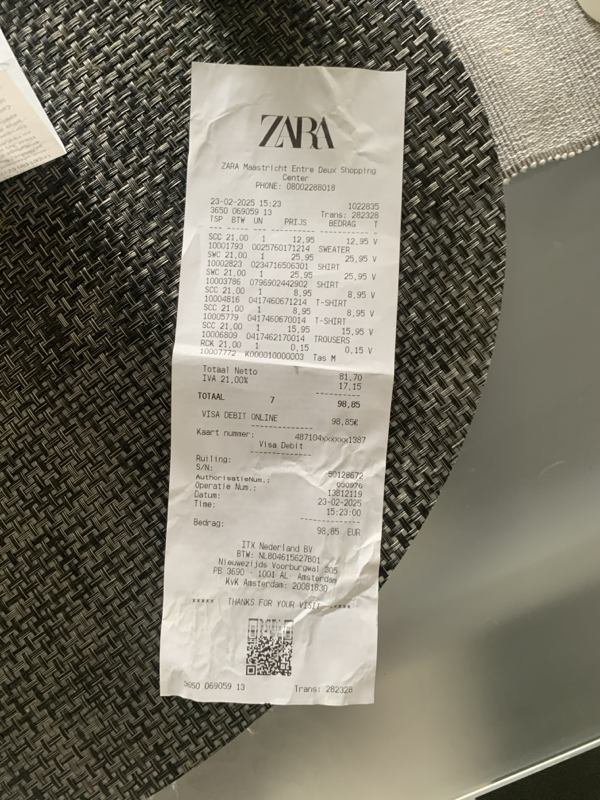 ZARA
ZARA Maastricht Entre Deux Shopping
Center
PHONE: 08002288018
23-02-2025 15:23 1022835
3650 069059 13 Trans: 282328
TSP BTW UN PRIJS BEDRAG T
SCC 21,00 1 12,95 12,95 V
10001793 0025760171214 SWEATER
SWC 21,00 1 25,95 25,95 V
10002823 0234716506301 SHIRT
SWC 21,00 1 25,95 25,95 V
10003786 0796902442902 SHIRT
SCC 21,00 1 8,95 8,95 V
10004816 0417460671214 T-SHIRT
SCC 21,00 1 8,95 8,95 V
10005779 0417460670014 T-SHIRT
SCC 21,00 1 15,95 15,95 V
10006809 0417462170014 TROUSERS
RCK 21,00 1 0,15 0,15 V
10007772 K000010000003 Tas M
Totaal Netto 81,70
IVA 21,00% 17,15
TOTAAL 7 98,85
VISA DEBIT ONLINE 98,85€
Kaart nummer: 487104xxxxxx1387
Visa Debit
Ruiling:
S/N: 50128672
AuthorisatieNum.: 050976
Operatie Num.: 13812119
Datum: 23-02-2025
Time: 15:23:00
Bedrag: 98,85 EUR
ITX Nederland BV
BTW: NL804615627B01
Nieuwezijds Voorburgwal 305
PB 3690 - 1001 AL Amsterdam
KvK Amsterdam: 20081830
***** THANKS FOR YOUR VISIT *****
3650 069059 13 Trans: 282328